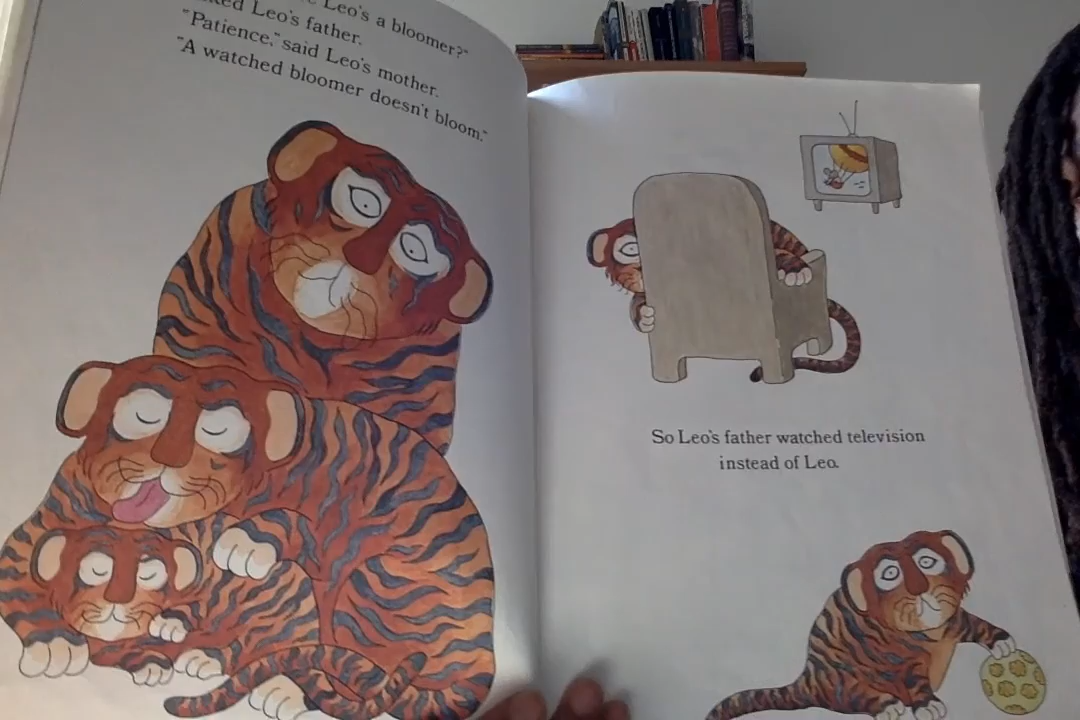 Leo's a bloomer?"
Leo's father.
"Patience," said Leo's mother.
"A watched bloomer doesn't bloom."
So Leo's father watched television
instead of Leo.